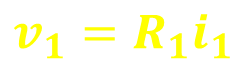 v₁ = R₁i₁